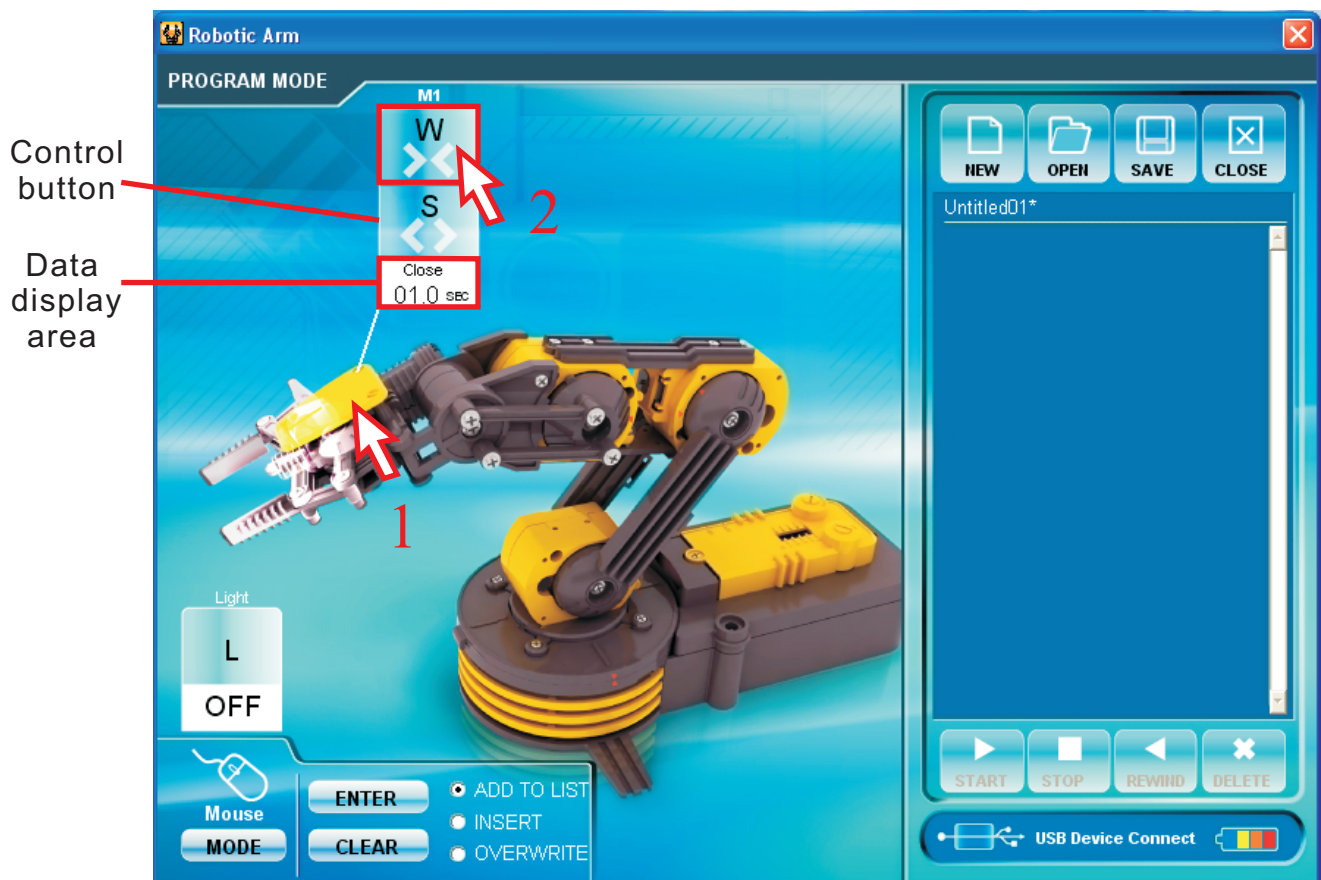 Robotic Arm
PROGRAM MODE
M1
W
S
Close
01.0 SEC
Control
button
Data
display
area
2
1
Light
L
OFF
Mouse
MODE
ENTER
CLEAR
ADD TO LIST
INSERT
OVERWRITE
NEW OPEN SAVE CLOSE
Untitled01*
START STOP REWIND DELETE
USB Device Connect